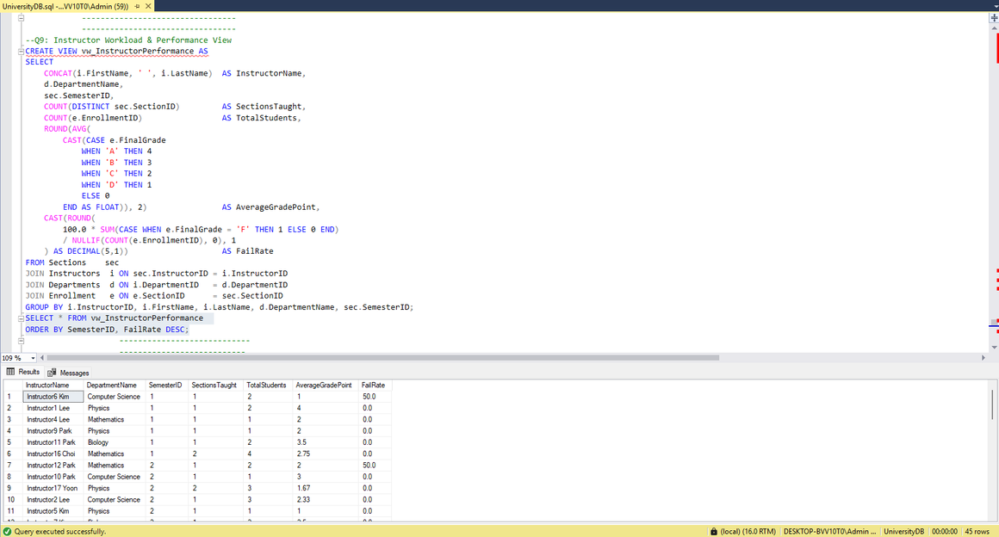 UniversityDB.sql -...VV10T0\Admin (59))
--------------------------------
--------------------------------
--Q9: Instructor Workload & Performance View
CREATE VIEW vw_InstructorPerformance AS
SELECT
CONCAT(i.FirstName, ' ', i.LastName) AS InstructorName,
d.DepartmentName,
sec.SemesterID,
COUNT(DISTINCT sec.SectionID) AS SectionsTaught,
COUNT(e.EnrollmentID) AS TotalStudents,
ROUND(AVG(
CAST(CASE e.FinalGrade
WHEN 'A' THEN 4
WHEN 'B' THEN 3
WHEN 'C' THEN 2
WHEN 'D' THEN 1
ELSE 0
END AS FLOAT)), 2) AS AverageGradePoint,
CAST(ROUND(
100.0 * SUM(CASE WHEN e.FinalGrade = 'F' THEN 1 ELSE 0 END)
/ NULLIF(COUNT(e.EnrollmentID), 0), 1
) AS DECIMAL(5,1)) AS FailRate
FROM Sections sec
JOIN Instructors i ON sec.InstructorID = i.InstructorID
JOIN Departments d ON i.DepartmentID = d.DepartmentID
JOIN Enrollment e ON e.SectionID = sec.SectionID
GROUP BY i.InstructorID, i.FirstName, i.LastName, d.DepartmentName, sec.SemesterID;
SELECT * FROM vw_InstructorPerformance
ORDER BY SemesterID, FailRate DESC;
---------------------------
--------------------------
109 %
Results Messages
InstructorName DepartmentName SemesterID SectionsTaught TotalStudents AverageGradePoint FailRate
1 Instructor6 Kim Computer Science 1 1 2 1 50.0
2 Instructor1 Lee Physics 1 1 2 4 0.0
3 Instructor4 Lee Mathematics 1 1 1 2 0.0
4 Instructor9 Park Physics 1 1 1 2 0.0
5 Instructor11 Park Biology 1 1 2 3.5 0.0
6 Instructor16 Choi Mathematics 1 2 4 2.75 0.0
7 Instructor12 Park Mathematics 2 1 2 2 50.0
8 Instructor10 Park Computer Science 2 1 1 3 0.0
9 Instructor17 Yoon Physics 2 2 3 1.67 0.0
10 Instructor2 Lee Computer Science 2 1 3 2.33 0.0
11 Instructor5 Kim Physics 2 1 1 1 0.0
Query executed successfully. (local) (16.0 RTM) DESKTOP-BVV10T0\Admin ... UniversityDB 00:00:00 45 rows